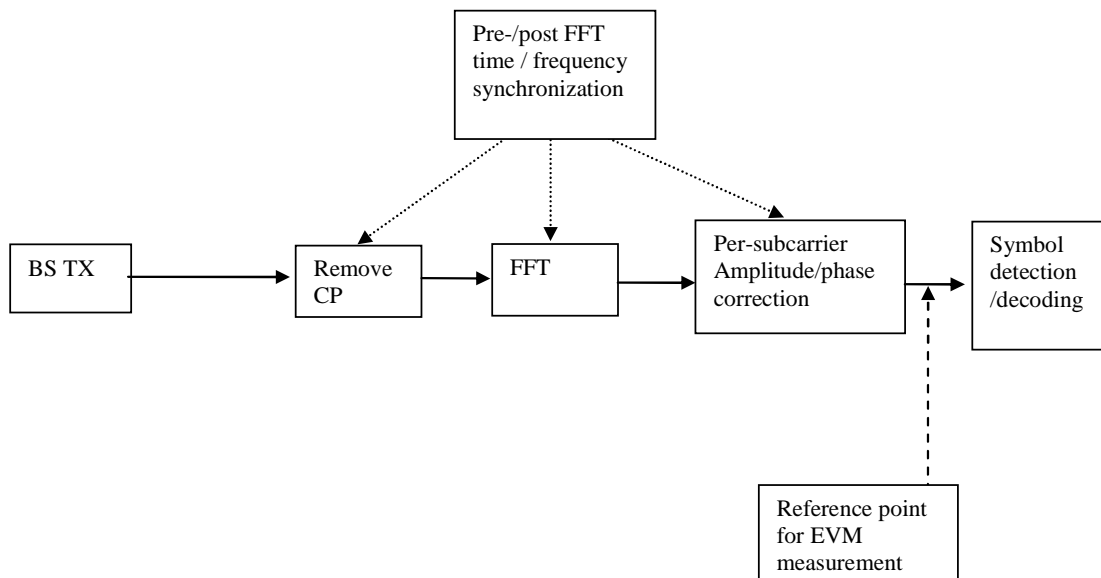 Pre-/post FFT
time / frequency
synchronization
BS TX
Remove
CP
FFT
Per-subcarrier
Amplitude/phase
correction
Symbol
detection
/decoding
Reference point
for EVM
measurement